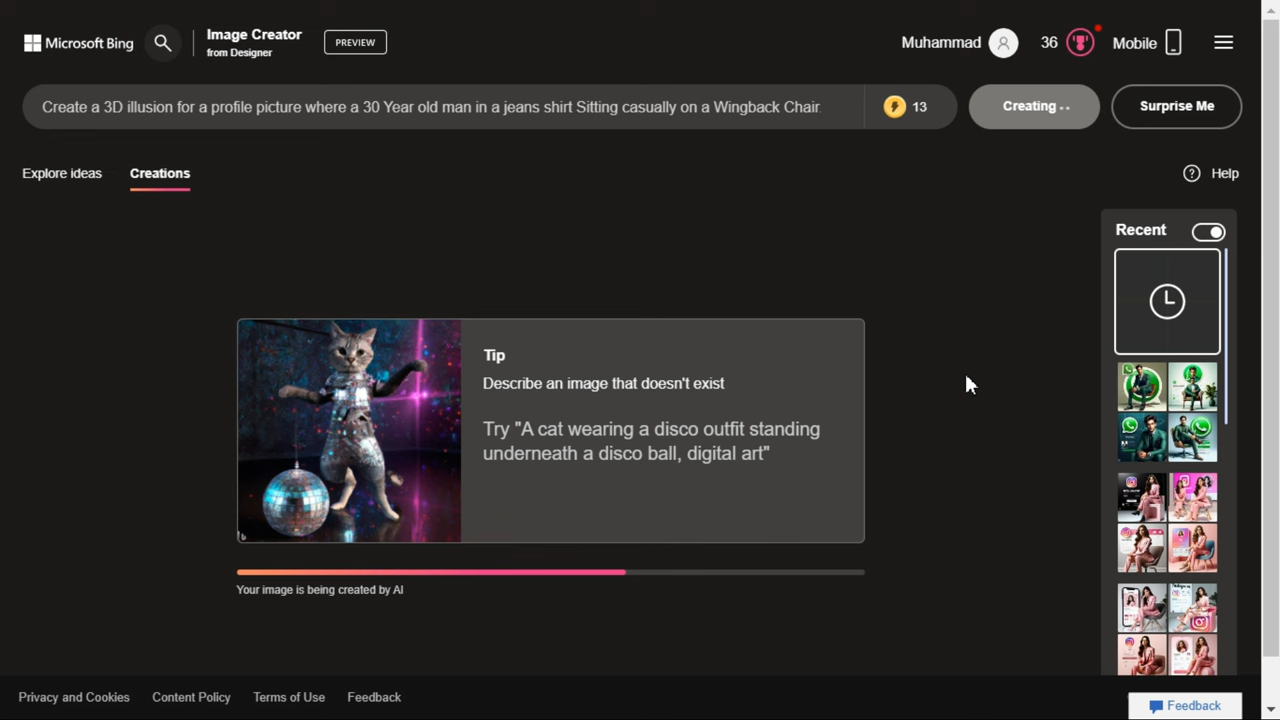 Microsoft Bing
Image Creator
from Designer
PREVIEW
Muhammad
36
Mobile
Create a 3D illusion for a profile picture where a 30 Year old man in a jeans shirt Sitting casually on a Wingback Chair.
13
Creating . .
Surprise Me
Explore ideas
Creations
Help
Recent
Tip
Describe an image that doesn't exist
Try "A cat wearing a disco outfit standing
underneath a disco ball, digital art"
Your image is being created by AI
Privacy and Cookies
Content Policy
Terms of Use
Feedback
Feedback